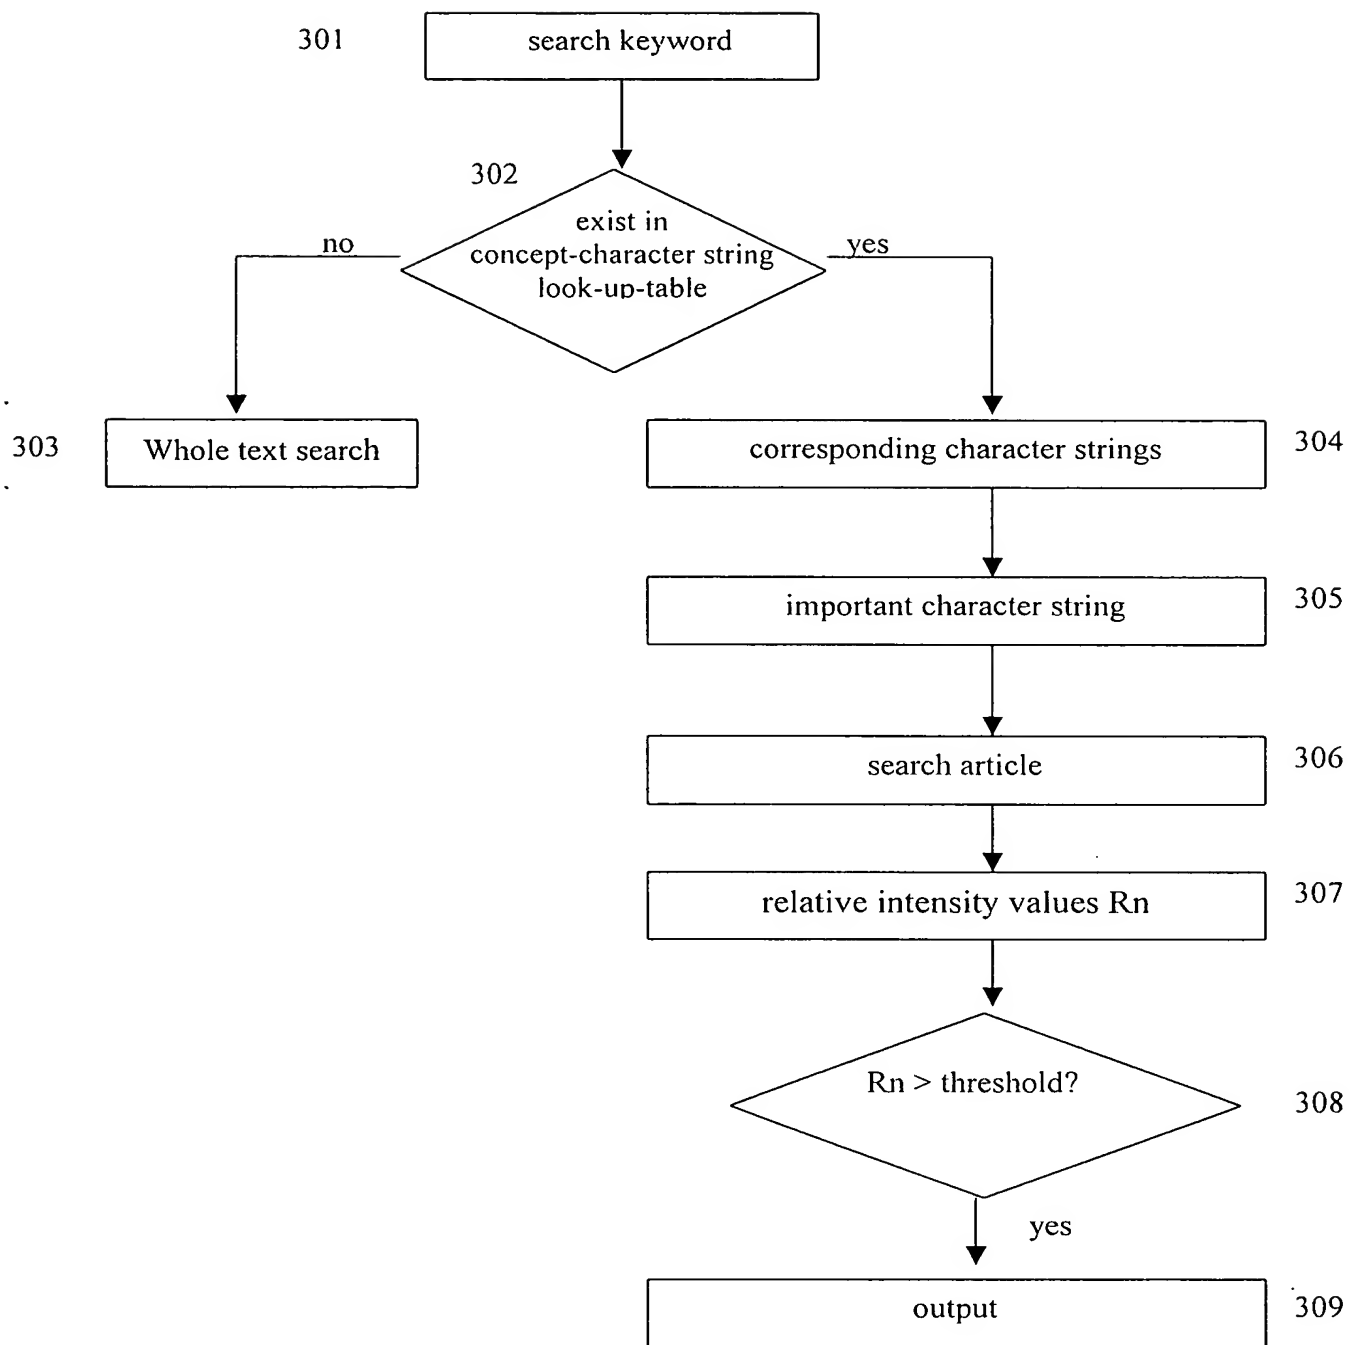 301
search keyword
302
exist in
concept-character string
look-up-table
no
yes
303
Whole text search
corresponding character strings
304
important character string
305
search article
306
relative intensity values Rn
307
Rn > threshold?
308
yes
output
309